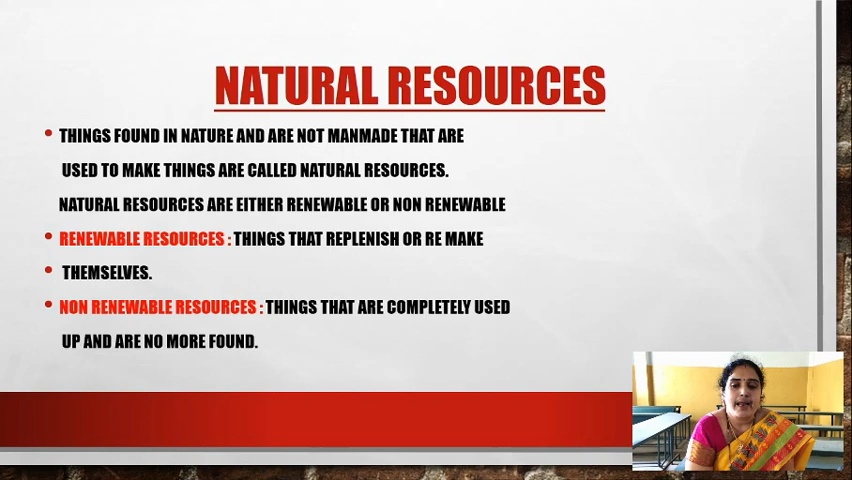 NATURAL RESOURCES
• THINGS FOUND IN NATURE AND ARE NOT MANMADE THAT ARE
USED TO MAKE THINGS ARE CALLED NATURAL RESOURCES.
NATURAL RESOURCES ARE EITHER RENEWABLE OR NON RENEWABLE
• RENEWABLE RESOURCES : THINGS THAT REPLENISH OR RE MAKE
• THEMSELVES.
• NON RENEWABLE RESOURCES : THINGS THAT ARE COMPLETELY USED
UP AND ARE NO MORE FOUND.